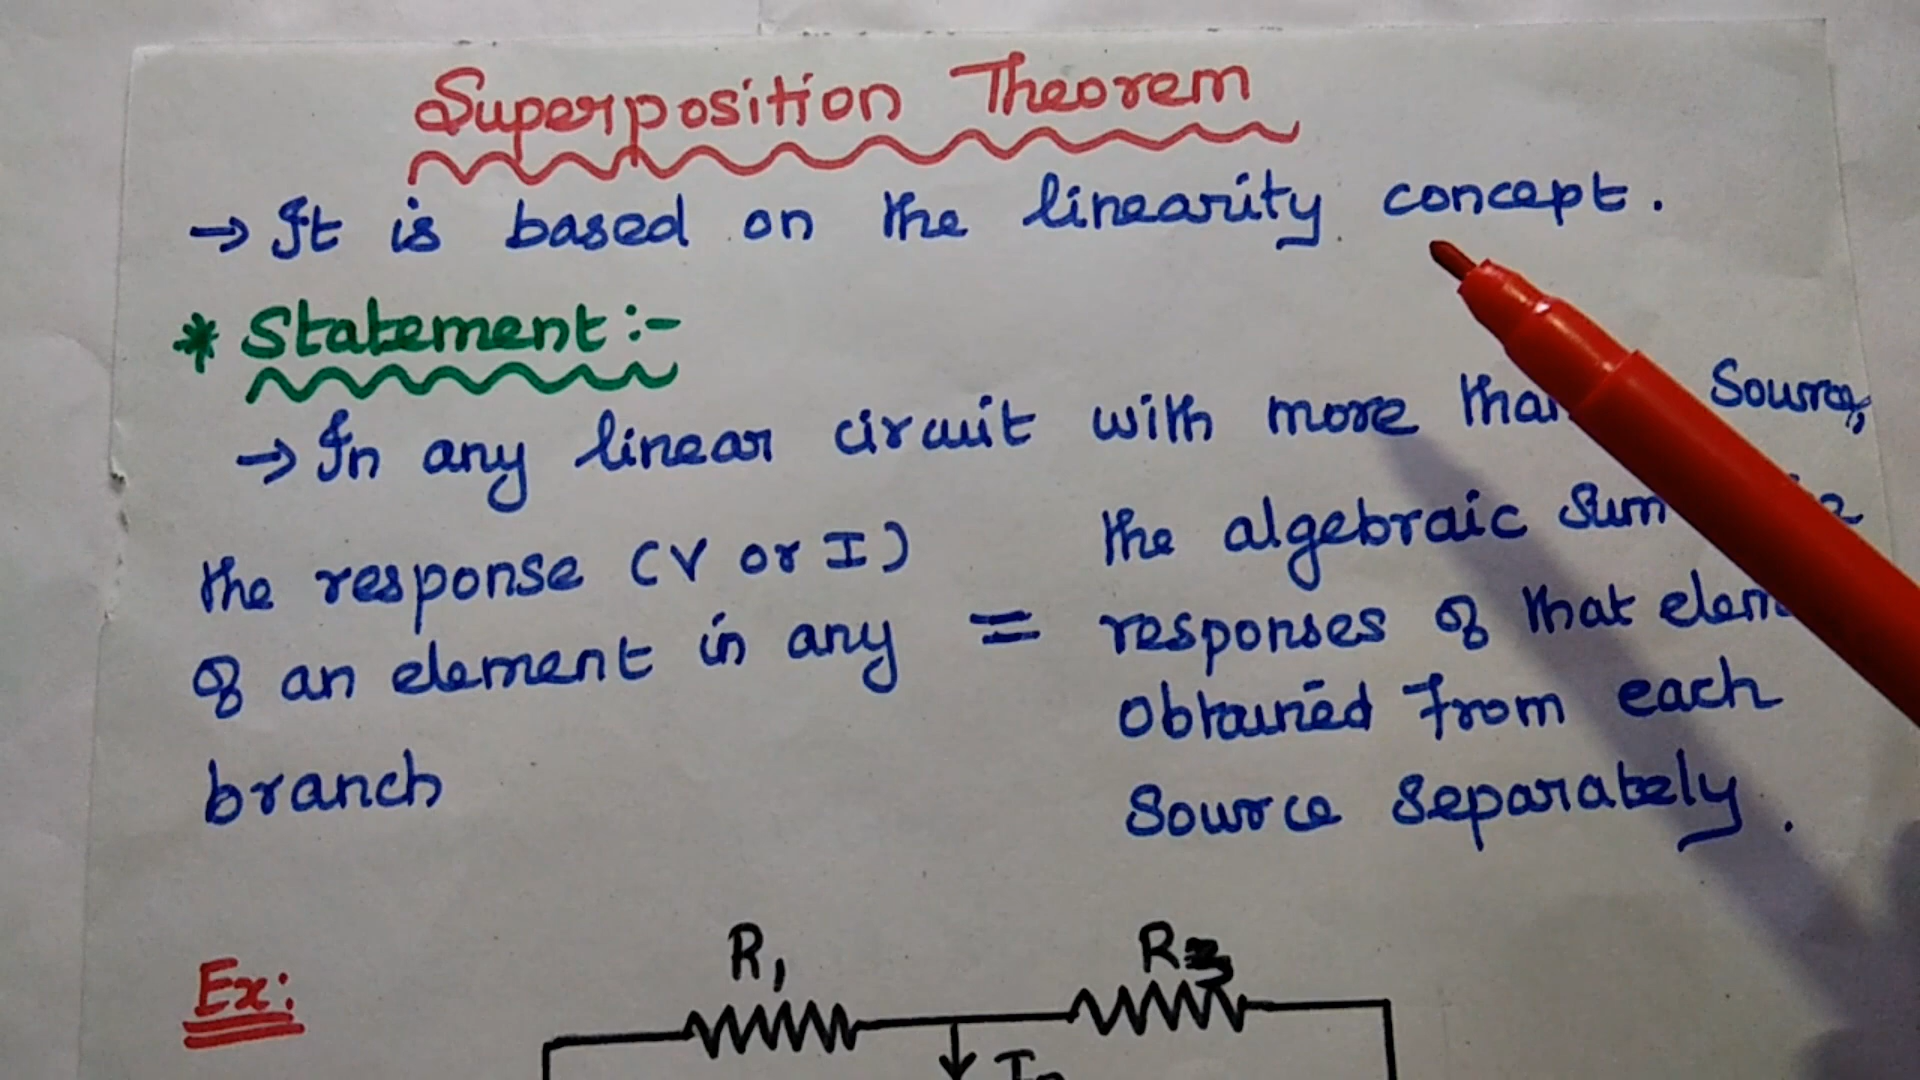 Superposition Theorem
→ It is based on the linearity concept.
* Statement:-
→ In any linear circuit with more Source,
the response (V or I) the algebraic Sum
of an element in any = responses of that
branch obtained from each
Source Separately.
R1 R3
Ex: